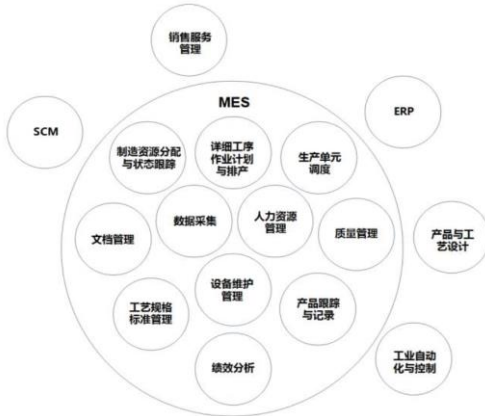 销售服务
管理
SCM
MES
ERP
制造资源分配
与状态跟踪
详细工序
作业计划
与排产
生产单元
调度
文档管理
数据采集
人力资源
管理
质量管理
产品与工
艺设计
工艺规格
标准管理
设备维护
管理
产品跟踪
与记录
绩效分析
工业自动
化与控制